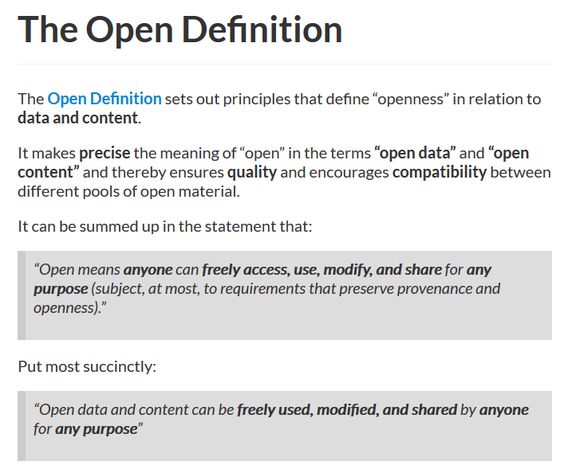 The Open Definition
The Open Definition sets out principles that define “openness” in relation to
data and content.
It makes precise the meaning of “open” in the terms “open data” and “open
content” and thereby ensures quality and encourages compatibility between
different pools of open material.
It can be summed up in the statement that:
“Open means anyone can freely access, use, modify, and share for any
purpose (subject, at most, to requirements that preserve provenance and
openness).”
Put most succinctly:
“Open data and content can be freely used, modified, and shared by anyone
for any purpose”